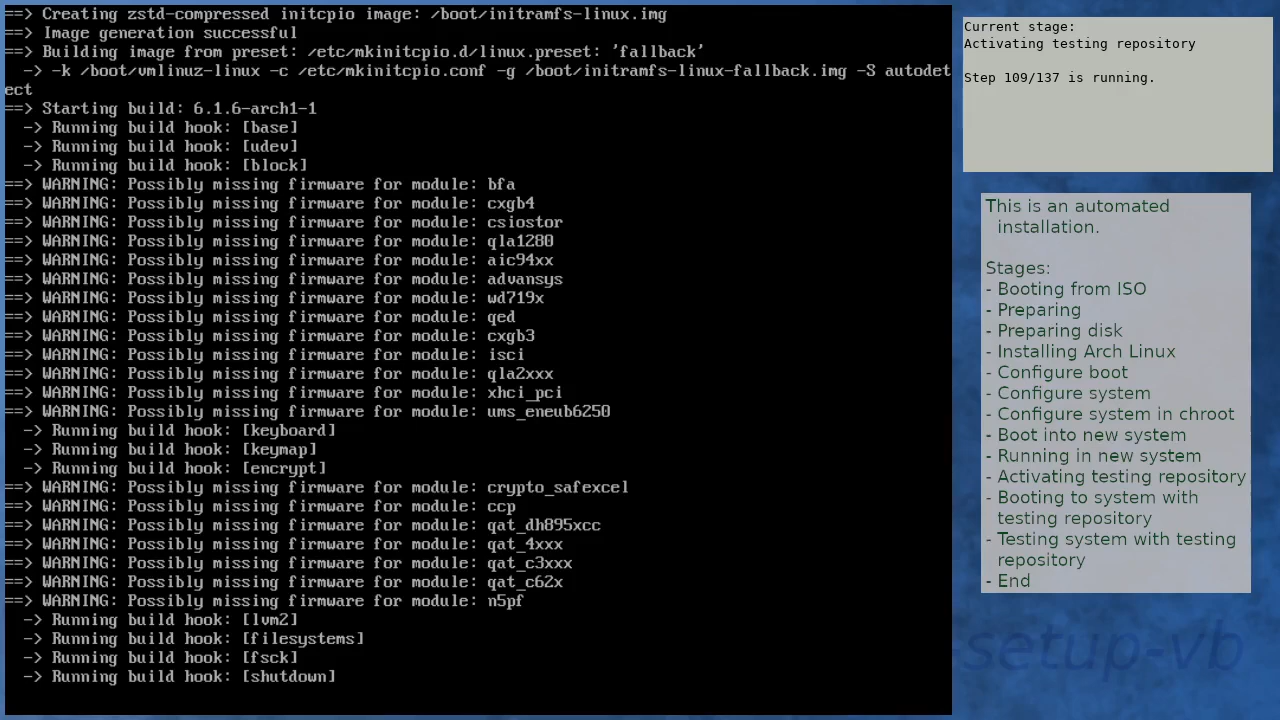 ==> Creating zstd-compressed initcpio image: /boot/initramfs-linux.img
==> Image generation successful
==> Building image from preset: /etc/mkinitcpio.d/linux.preset: 'fallback'
  -> -k /boot/vmlinuz-linux -c /etc/mkinitcpio.conf -g /boot/initramfs-linux-fallback.img -S autodet
ect
==> Starting build: 6.1.6-arch1-1
  -> Running build hook: [base]
  -> Running build hook: [udev]
  -> Running build hook: [block]
==> WARNING: Possibly missing firmware for module: bfa
==> WARNING: Possibly missing firmware for module: cxgb4
==> WARNING: Possibly missing firmware for module: csiostor
==> WARNING: Possibly missing firmware for module: qla1280
==> WARNING: Possibly missing firmware for module: aic94xx
==> WARNING: Possibly missing firmware for module: advansys
==> WARNING: Possibly missing firmware for module: wd719x
==> WARNING: Possibly missing firmware for module: qed
==> WARNING: Possibly missing firmware for module: cxgb3
==> WARNING: Possibly missing firmware for module: isci
==> WARNING: Possibly missing firmware for module: qla2xxx
==> WARNING: Possibly missing firmware for module: xhci_pci
==> WARNING: Possibly missing firmware for module: ums_eneub6250
  -> Running build hook: [keyboard]
  -> Running build hook: [keymap]
  -> Running build hook: [encrypt]
==> WARNING: Possibly missing firmware for module: crypto_safexcel
==> WARNING: Possibly missing firmware for module: ccp
==> WARNING: Possibly missing firmware for module: qat_dh895xcc
==> WARNING: Possibly missing firmware for module: qat_4xxx
==> WARNING: Possibly missing firmware for module: qat_c3xxx
==> WARNING: Possibly missing firmware for module: qat_c62x
==> WARNING: Possibly missing firmware for module: n5pf
  -> Running build hook: [lvm2]
  -> Running build hook: [filesystems]
  -> Running build hook: [fsck]
  -> Running build hook: [shutdown]
Current stage:
Activating testing repository
Step 109/137 is running.
This is an automated
installation.
Stages:
- Booting from ISO
- Preparing
- Preparing disk
- Installing Arch Linux
- Configure boot
- Configure system
- Configure system in chroot
- Boot into new system
- Running in new system
- Activating testing repository
- Booting to system with
testing repository
- Testing system with testing
repository
- End
-setup-vb